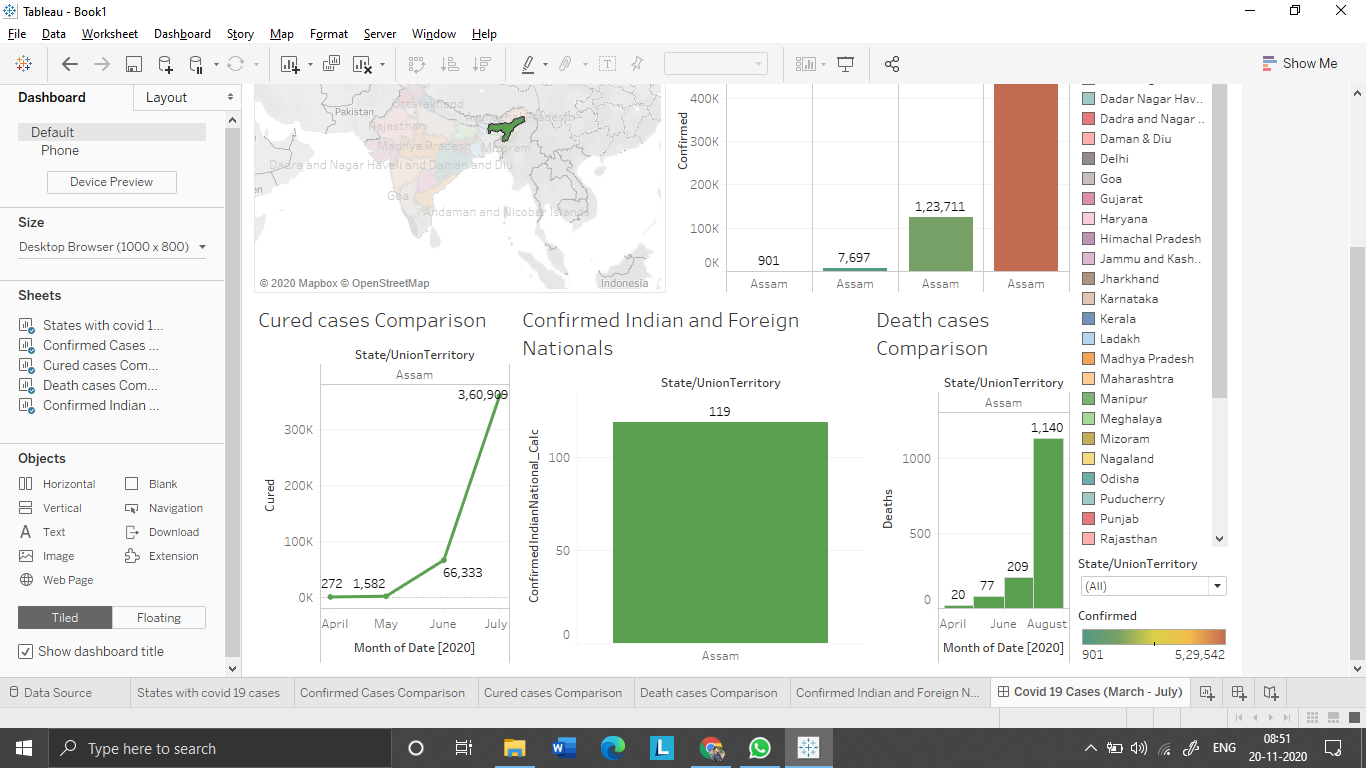 Tableau - Book1
File Data Worksheet Dashboard Story Map Format Server Window Help
Show Me
Dashboard Layout
Default
Phone
Device Preview
Size
Desktop Browser (1000 x 800)
Sheets
States with covid 1...
Confirmed Cases ...
Cured cases Com...
Death cases Com...
Confirmed Indian ...
Objects
Horizontal Blank
Vertical Navigation
Text Download
Image Extension
Web Page
Tiled Floating
Show dashboard title
Pakistan
Uttarakhand
Rajasthan
Madhya Pradesh
Mizoram
Dadra and Nagar Haveli and Daman and Diu
Goa
Andaman and Nicobar Islands
© 2020 Mapbox © OpenStreetMap
Indonesia
Confirmed
400K
300K
200K
100K
0K
901
7,697
1,23,711
Assam Assam Assam Assam
Cured cases Comparison
State/UnionTerritory
Assam
3,60,909
Cured
300K
200K
100K
0K
272 1,582
66,333
April May June July
Month of Date [2020]
Confirmed Indian and Foreign
Nationals
State/UnionTerritory
119
ConfirmedIndianNational_Calc
100
50
0
Assam
Death cases
Comparison
State/UnionTerritory
Assam
1,140
Deaths
1000
500
0
20
77
209
April June August
Month of Date [2020]
Dadar Nagar Hav..
Dadra and Nagar ..
Daman & Diu
Delhi
Goa
Gujarat
Haryana
Himachal Pradesh
Jammu and Kash..
Jharkhand
Karnataka
Kerala
Ladakh
Madhya Pradesh
Maharashtra
Manipur
Meghalaya
Mizoram
Nagaland
Odisha
Puducherry
Punjab
Rajasthan
State/UnionTerritory
(All)
Confirmed
901 5,29,542
Data Source
States with covid 19 cases
Confirmed Cases Comparison
Cured cases Comparison
Death cases Comparison
Confirmed Indian and Foreign N...
Covid 19 Cases (March - July)
Type here to search
ENG
08:51
20-11-2020